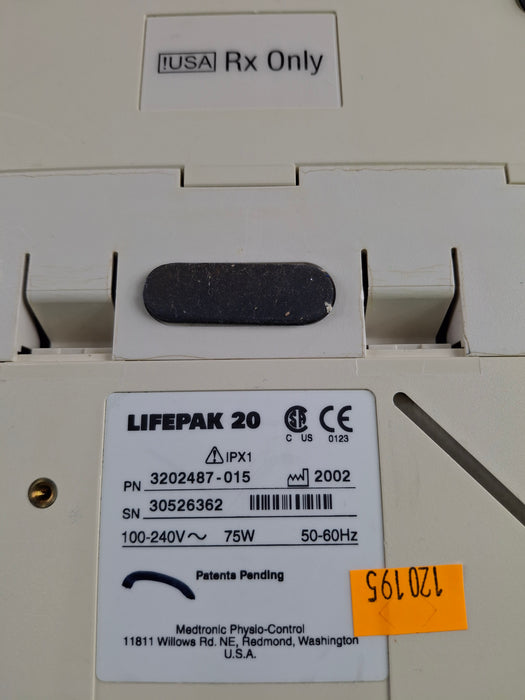 !USA Rx Only
LIFEPAK 20
C US 0123
IPX1
PN 3202487-015 2002
SN 30526362
100-240V~ 75W 50-60Hz
Patents Pending
120195
Medtronic Physio-Control
11811 Willows Rd. NE, Redmond, Washington
U.S.A.